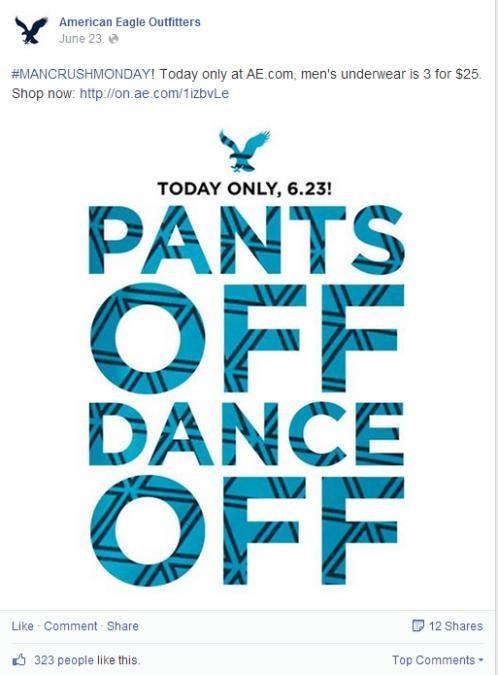 American Eagle Outfitters
June 23
#MANCRUSHMONDAY! Today only at AE.com, men's underwear is 3 for $25.
Shop now: http://on.ae.com/1izbvLe
TODAY ONLY, 6.23!
PANTS
OFF
DANCE
OFF
Like · Comment · Share
12 Shares
323 people like this.
Top Comments